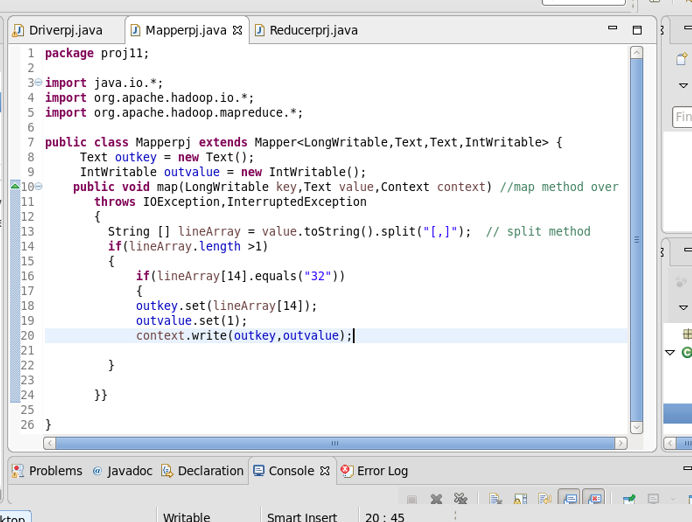 Driverpj.java
Mapperpj.java
Reducerprj.java
1 package proj11;
2
3 import java.io.*;
4 import org.apache.hadoop.io.*;
5 import org.apache.hadoop.mapreduce.*;
6
7 public class Mapperpj extends Mapper<LongWritable,Text,Text,IntWritable> {
8 Text outkey = new Text();
9 IntWritable outvalue = new IntWritable();
10 public void map(LongWritable key,Text value,Context context) //map method over
11 throws IOException,InterruptedException
12 {
13 String [] lineArray = value.toString().split("[,]"); // split method
14 if(lineArray.length >1)
15 {
16 if(lineArray[14].equals("32"))
17 {
18 outkey.set(lineArray[14]);
19 outvalue.set(1);
20 context.write(outkey,outvalue);
21
22 }
23
24 }}
25
26 }
Fin
Problems @ Javadoc Declaration Console Error Log
ktop Writable Smart Insert 20 : 45